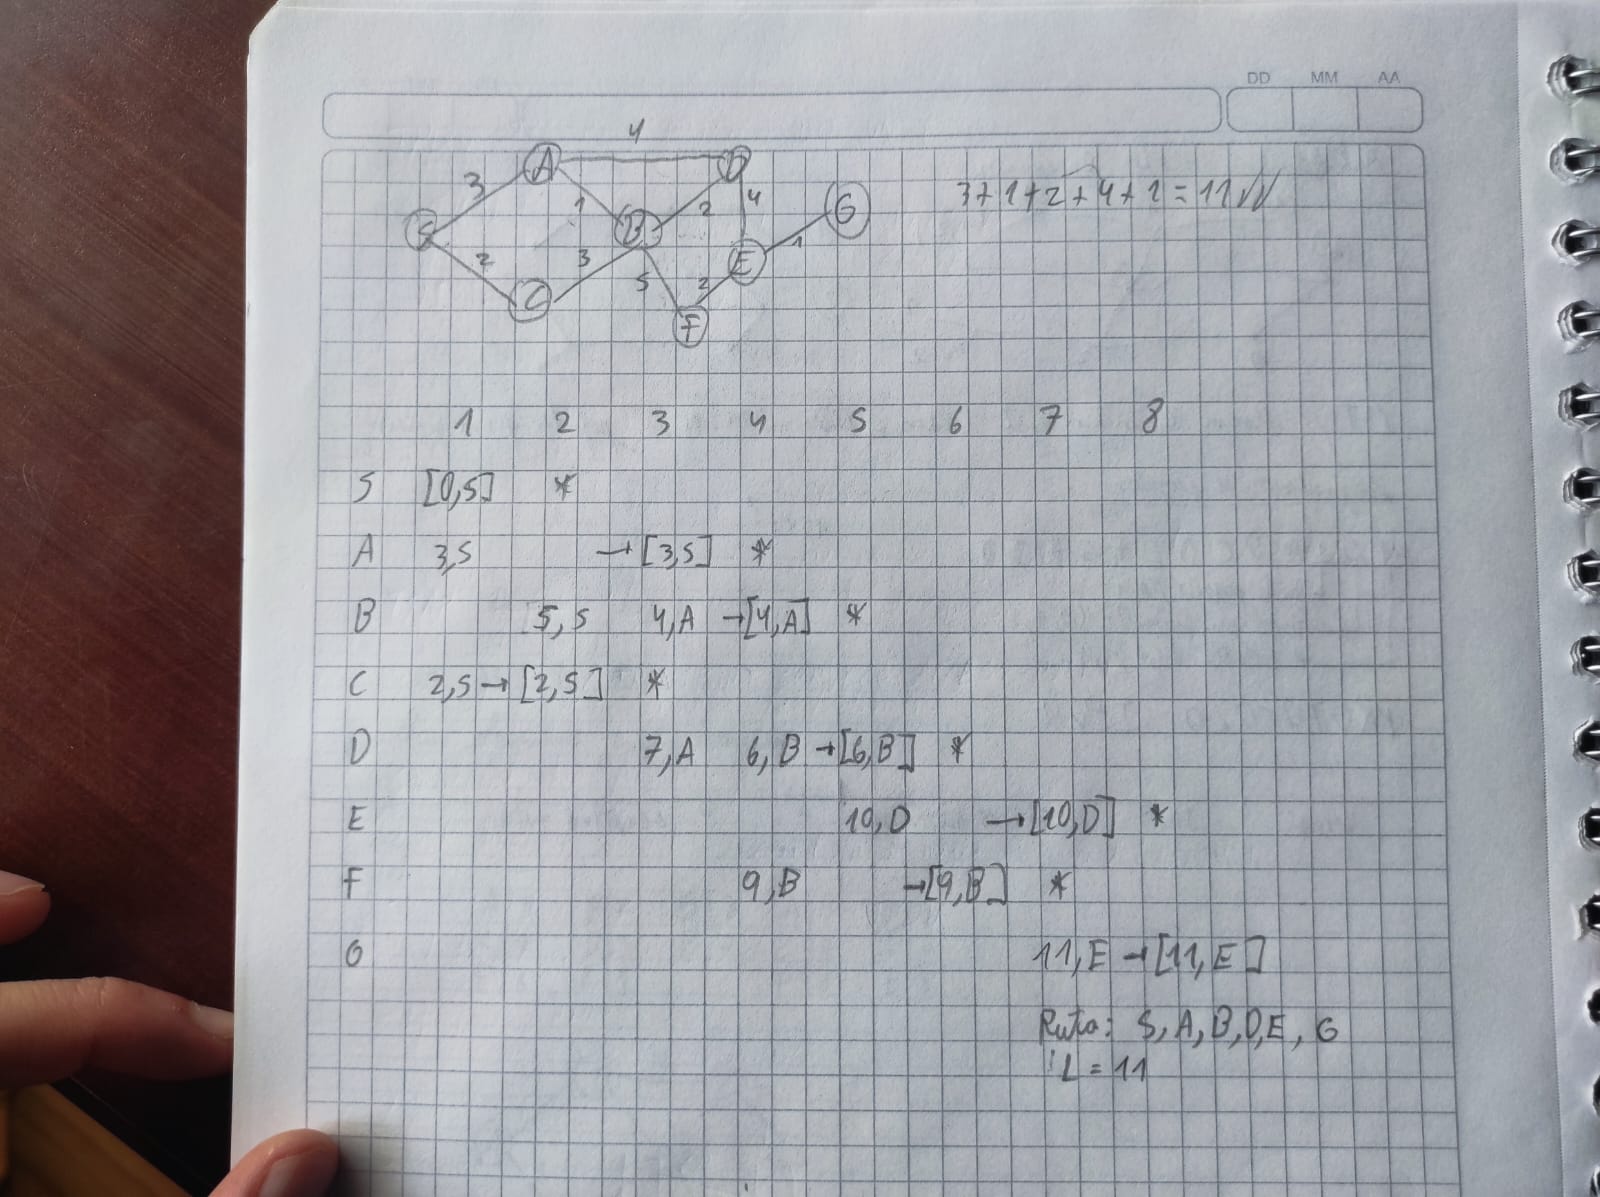 DD MM AA
4
A D
3 1 2 4 G 3+1+2+4+1=11
S B
2 3 5 2 E 1
C F
1 2 3 4 5 6 7 8
S [0,S] *
A 3,S → [3,S] *
B 5,S 4,A →[4,A] *
C 2,S→[2,S] *
D 7,A 6,B →[6,B] *
E 10,D →[10,D] *
F 9,B →[9,B] *
G 11,E →[11,E]
Ruta: S, A, B, D, E, G
L = 11